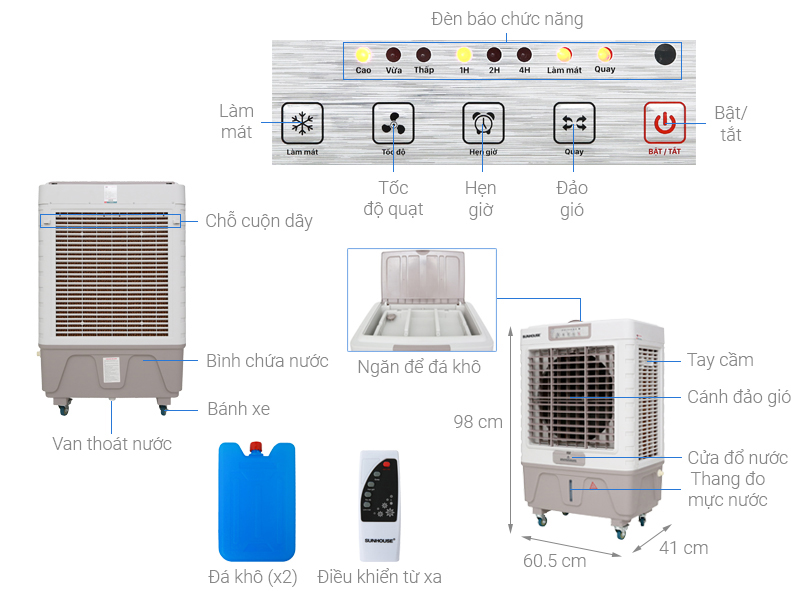 Đèn báo chức năng
Cao Vừa Thấp 1H 2H 4H Làm mát Quay
Làm
mát
Bật/
tắt
Làm mát Tốc độ Hẹn giờ Quay BẬT / TẮT
Tốc
độ quạt
Hẹn
giờ
Đảo
gió
Chỗ cuộn dây
Bình chứa nước
Bánh xe
Van thoát nước
Ngăn để đá khô
SUNHOUSE
Tay cầm
Cánh đảo gió
98 cm
Cửa đổ nước
Thang đo
mực nước
60.5 cm
41 cm
SUNHOUSE
Đá khô (x2)
Điều khiển từ xa